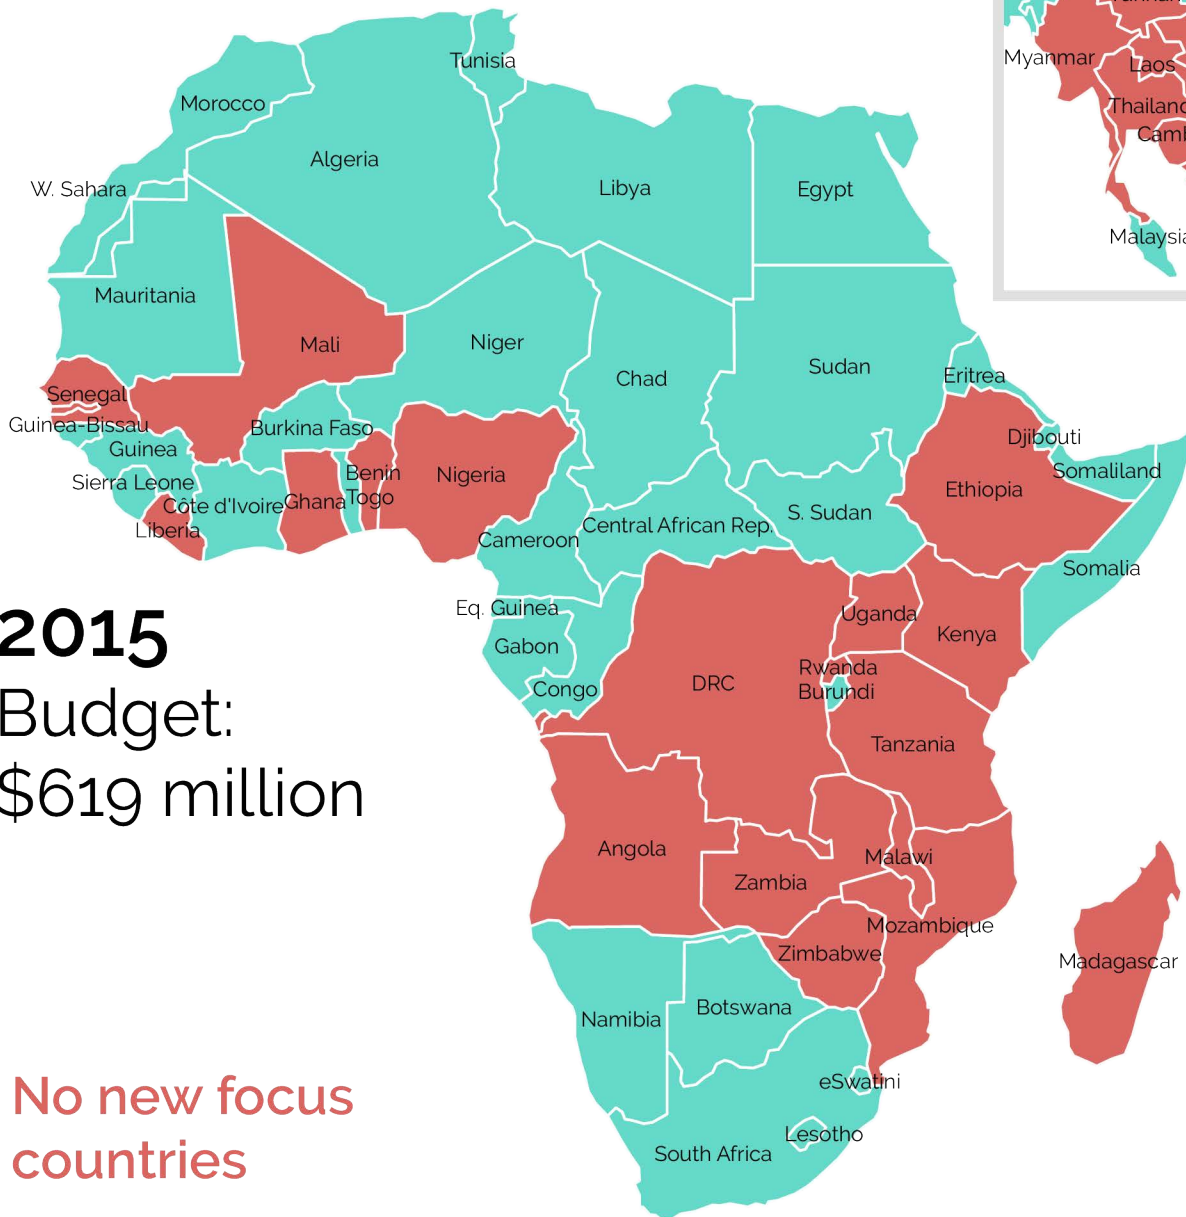 Tunisia
Morocco
Algeria
W. Sahara
Libya
Egypt
Mauritania
Mali
Niger
Chad
Sudan
Eritrea
Senegal
Guinea-Bissau
Guinea
Burkina Faso
Djibouti
Somaliland
Sierra Leone
Côte d'Ivoire
Ghana
Benin
Togo
Nigeria
Ethiopia
Liberia
Central African Rep.
S. Sudan
Cameroon
Somalia
Eq. Guinea
Gabon
Congo
Uganda
Kenya
DRC
Rwanda
Burundi
Tanzania
Angola
Malawi
Zambia
Mozambique
Zimbabwe
Madagascar
Namibia
Botswana
eSwatini
Lesotho
South Africa
Myanmar
Laos
Thailand
Camb
Malaysia
2015
Budget:
$619 million
No new focus
countries